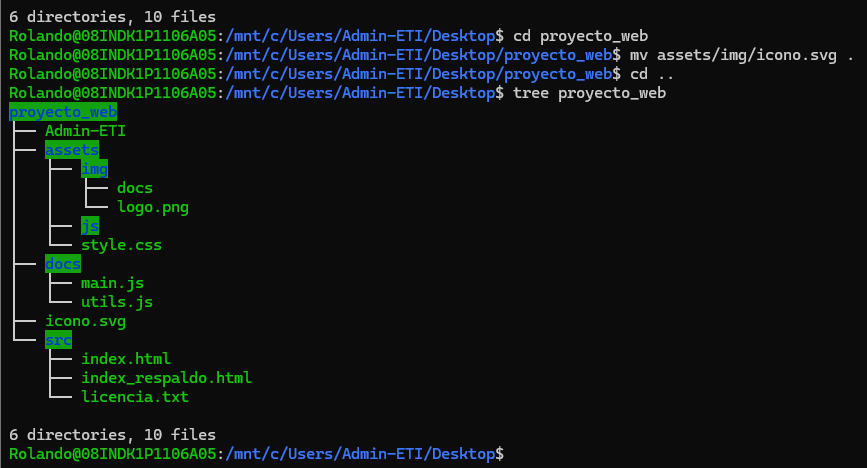 6 directories, 10 files
Rolando@08INDK1P1106A05:/mnt/c/Users/Admin-ETI/Desktop$ cd proyecto_web
Rolando@08INDK1P1106A05:/mnt/c/Users/Admin-ETI/Desktop/proyecto_web$ mv assets/img/icono.svg .
Rolando@08INDK1P1106A05:/mnt/c/Users/Admin-ETI/Desktop/proyecto_web$ cd ..
Rolando@08INDK1P1106A05:/mnt/c/Users/Admin-ETI/Desktop$ tree proyecto_web
proyecto_web
├── Admin-ETI
├── assets
│   ├── img
│   │   ├── docs
│   │   └── logo.png
│   ├── js
│   └── style.css
├── docs
│   ├── main.js
│   └── utils.js
├── icono.svg
└── src
    ├── index.html
    ├── index_respaldo.html
    └── licencia.txt
6 directories, 10 files
Rolando@08INDK1P1106A05:/mnt/c/Users/Admin-ETI/Desktop$